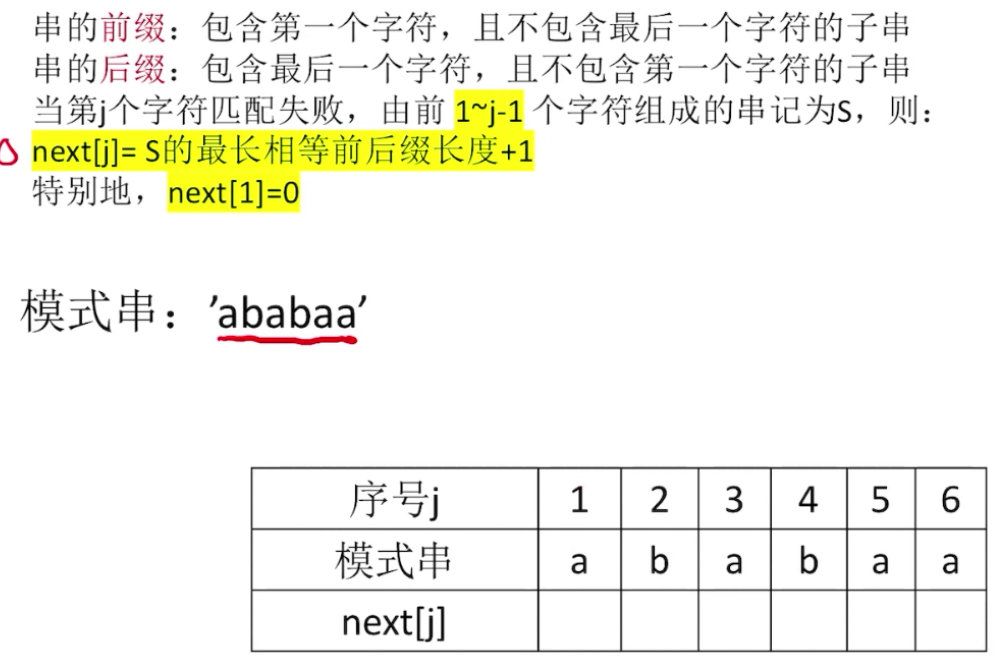 串的前缀：包含第一个字符，且不包含最后一个字符的子串
串的后缀：包含最后一个字符，且不包含第一个字符的子串
当第j个字符匹配失败，由前 1~j-1 个字符组成的串记为S，则：
next[j]= S的最长相等前后缀长度+1
特别地，next[1]=0
模式串：’ababaa’
序号j 1 2 3 4 5 6
模式串 a b a b a a
next[j]